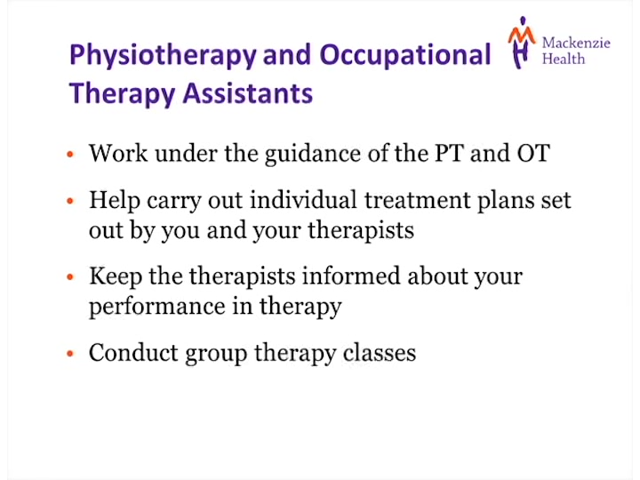 Physiotherapy and Occupational
Therapy Assistants
Mackenzie
Health
• Work under the guidance of the PT and OT
• Help carry out individual treatment plans set
out by you and your therapists
• Keep the therapists informed about your
performance in therapy
• Conduct group therapy classes